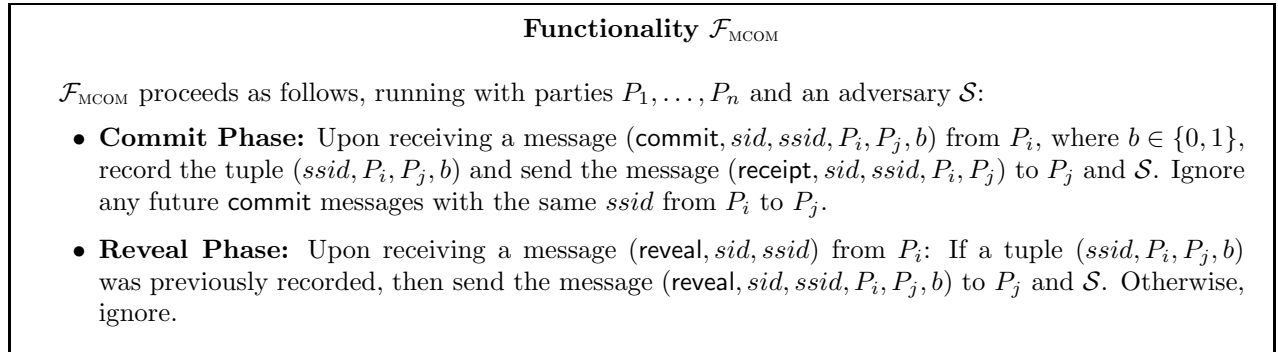 Functionality F_MCOM
F_MCOM proceeds as follows, running with parties P_1, . . . , P_n and an adversary S:
• Commit Phase: Upon receiving a message (commit, sid, ssid, P_i, P_j, b) from P_i, where b ∈ {0, 1},
record the tuple (ssid, P_i, P_j, b) and send the message (receipt, sid, ssid, P_i, P_j) to P_j and S. Ignore
any future commit messages with the same ssid from P_i to P_j.
• Reveal Phase: Upon receiving a message (reveal, sid, ssid) from P_i: If a tuple (ssid, P_i, P_j, b)
was previously recorded, then send the message (reveal, sid, ssid, P_i, P_j, b) to P_j and S. Otherwise,
ignore.